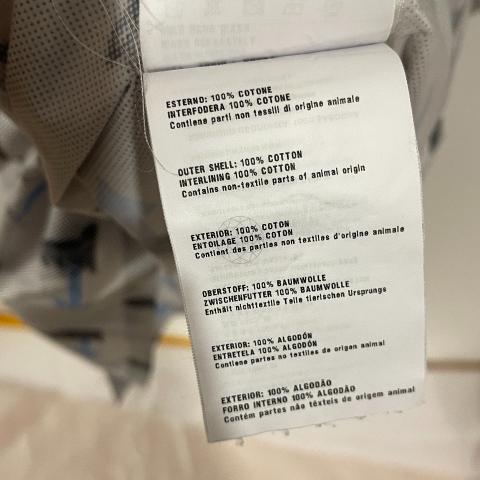 ESTERNO: 100% COTONE
INTERFODERA 100% COTONE
Contiene parti non tessili di origine animale
OUTER SHELL: 100% COTTON
INTERLINING 100% COTTON
Contains non-textile parts of animal origin
EXTERIOR: 100% COTON
ENTOILAGE 100% COTON
Contient des parties non textiles d'origine animale
OBERSTOFF: 100% BAUMWOLLE
ZWISCHENFUTTER 100% BAUMWOLLE
Enthält nichttextile Teile tierischen Ursprungs
EXTERIOR: 100% ALGODÓN
ENTRETELA 100% ALGODÓN
Contiene partes no textiles de origen animal
EXTERIOR: 100% ALGODÃO
FORRO INTERNO 100% ALGODÃO
Contém partes não têxteis de origem animal